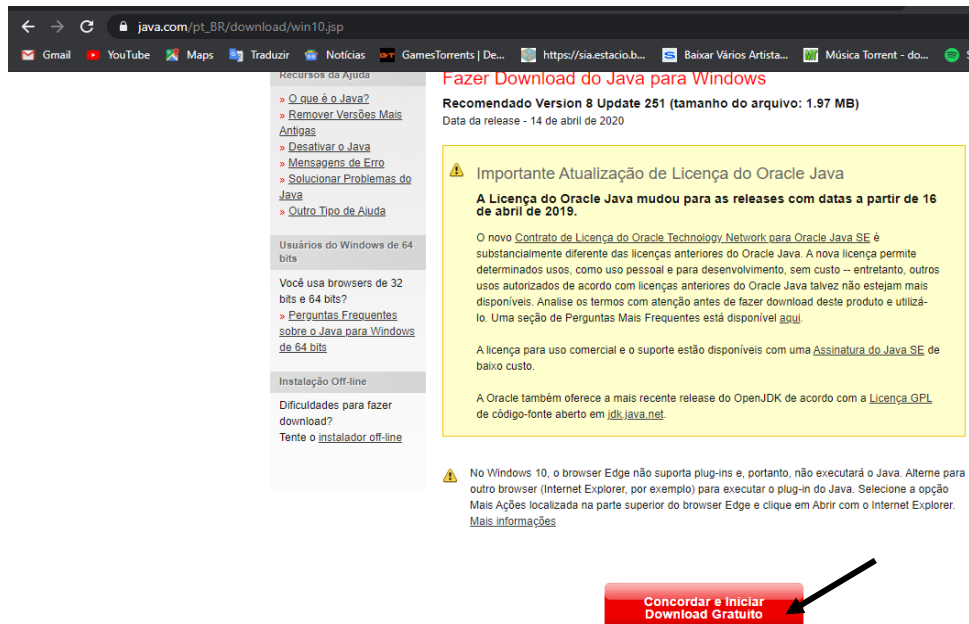 java.com/pt_BR/download/win10.jsp
Gmail YouTube Maps Traduzir Notícias GamesTorrents | De... https://sia.estacio.b... Baixar Vários Artista... Música Torrent - do...
Recursos da Ajuda
» O que é o Java?
» Remover Versões Mais
Antigas
» Desativar o Java
» Mensagens de Erro
» Solucionar Problemas do
Java
» Outro Tipo de Ajuda
Usuários do Windows de 64
bits
Você usa browsers de 32
bits e 64 bits?
» Perguntas Frequentes
sobre o Java para Windows
de 64 bits
Instalação Off-line
Dificuldades para fazer
download?
Tente o instalador off-line
Fazer Download do Java para Windows
Recomendado Version 8 Update 251 (tamanho do arquivo: 1.97 MB)
Data da release - 14 de abril de 2020
Importante Atualização de Licença do Oracle Java
A Licença do Oracle Java mudou para as releases com datas a partir de 16
de abril de 2019.
O novo Contrato de Licença do Oracle Technology Network para Oracle Java SE é
substancialmente diferente das licenças anteriores do Oracle Java. A nova licença permite
determinados usos, como uso pessoal e para desenvolvimento, sem custo -- entretanto, outros
usos autorizados de acordo com licenças anteriores do Oracle Java talvez não estejam mais
disponíveis. Analise os termos com atenção antes de fazer download deste produto e utilizá-
lo. Uma seção de Perguntas Mais Frequentes está disponível aqui.
A licença para uso comercial e o suporte estão disponíveis com uma Assinatura do Java SE de
baixo custo.
A Oracle também oferece a mais recente release do OpenJDK de acordo com a Licença GPL
de código-fonte aberto em jdk.java.net.
No Windows 10, o browser Edge não suporta plug-ins e, portanto, não executará o Java. Alterne para
outro browser (Internet Explorer, por exemplo) para executar o plug-in do Java. Selecione a opção
Mais Ações localizada na parte superior do browser Edge e clique em Abrir com o Internet Explorer.
Mais informações
Concordar e Iniciar
Download Gratuito